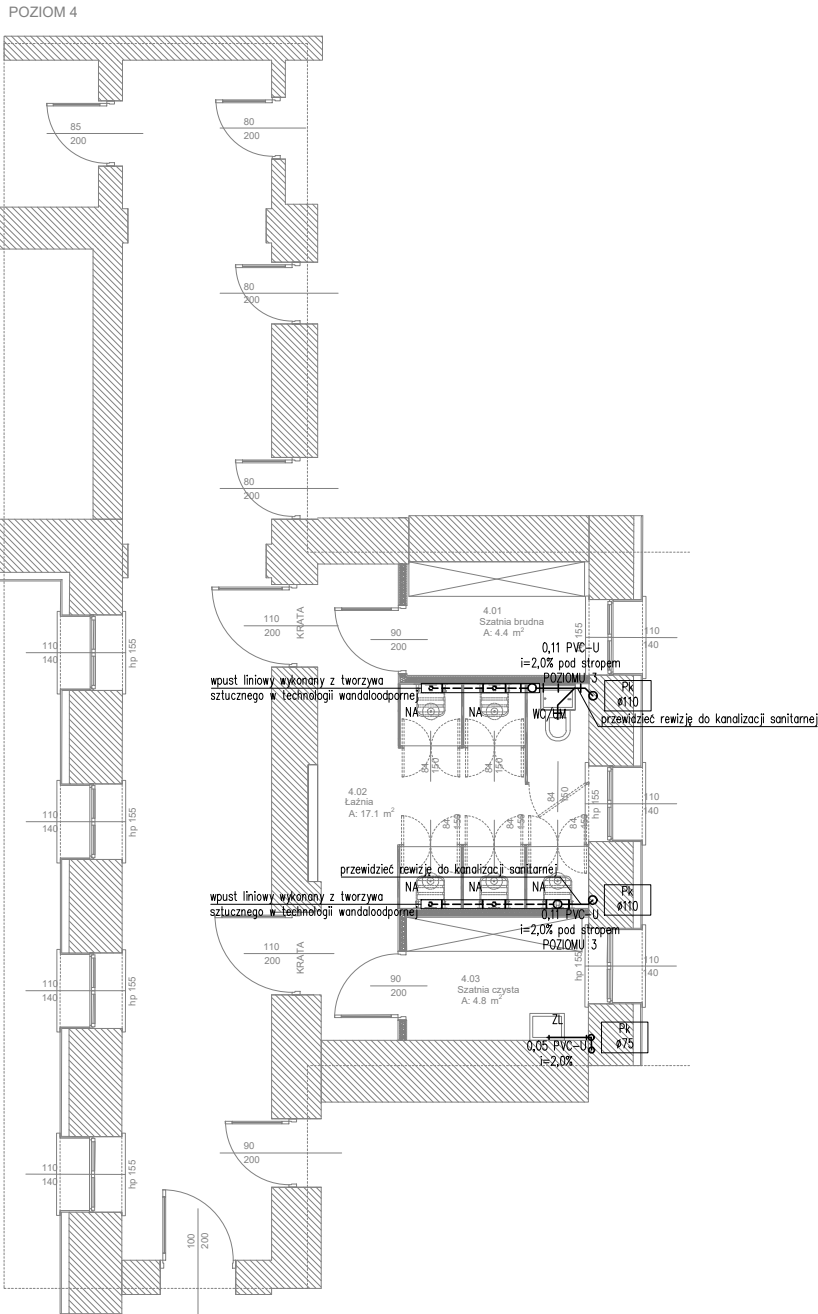 POZIOM 4
85
200
80
200
80
200
80
200
110
200
KRATA
90
200
4.01
Szatnia brudna
A: 4.4 m²
110
140
hp 155
155
110
140
0,11 PVC-U
i=2,0% pod stropem
POZIOMU 3
Pk
ø110
wpust liniowy wykonany z tworzywa
sztucznego w technologii wandaloodpornej
NA
NA
WC/UM
przewidzieć rewizję do kanalizacji sanitarnej
84
150
84
150
84
150
4.02
Łaźnia
A: 17.1 m²
110
140
hp 155
hp 155
110
140
84
150
84
150
84
150
przewidzieć rewizję do kanalizacji sanitarnej
NA
NA
NA
wpust liniowy wykonany z tworzywa
sztucznego w technologii wandaloodpornej
Pk
ø110
0,11 PVC-U
i=2,0% pod stropem
POZIOMU 3
110
200
KRATA
90
200
4.03
Szatnia czysta
A: 4.8 m²
hp 155
110
140
110
140
hp 155
ZL
0,05 PVC-U
i=2,0%
Pk
ø75
90
200
110
140
hp 155
100
200